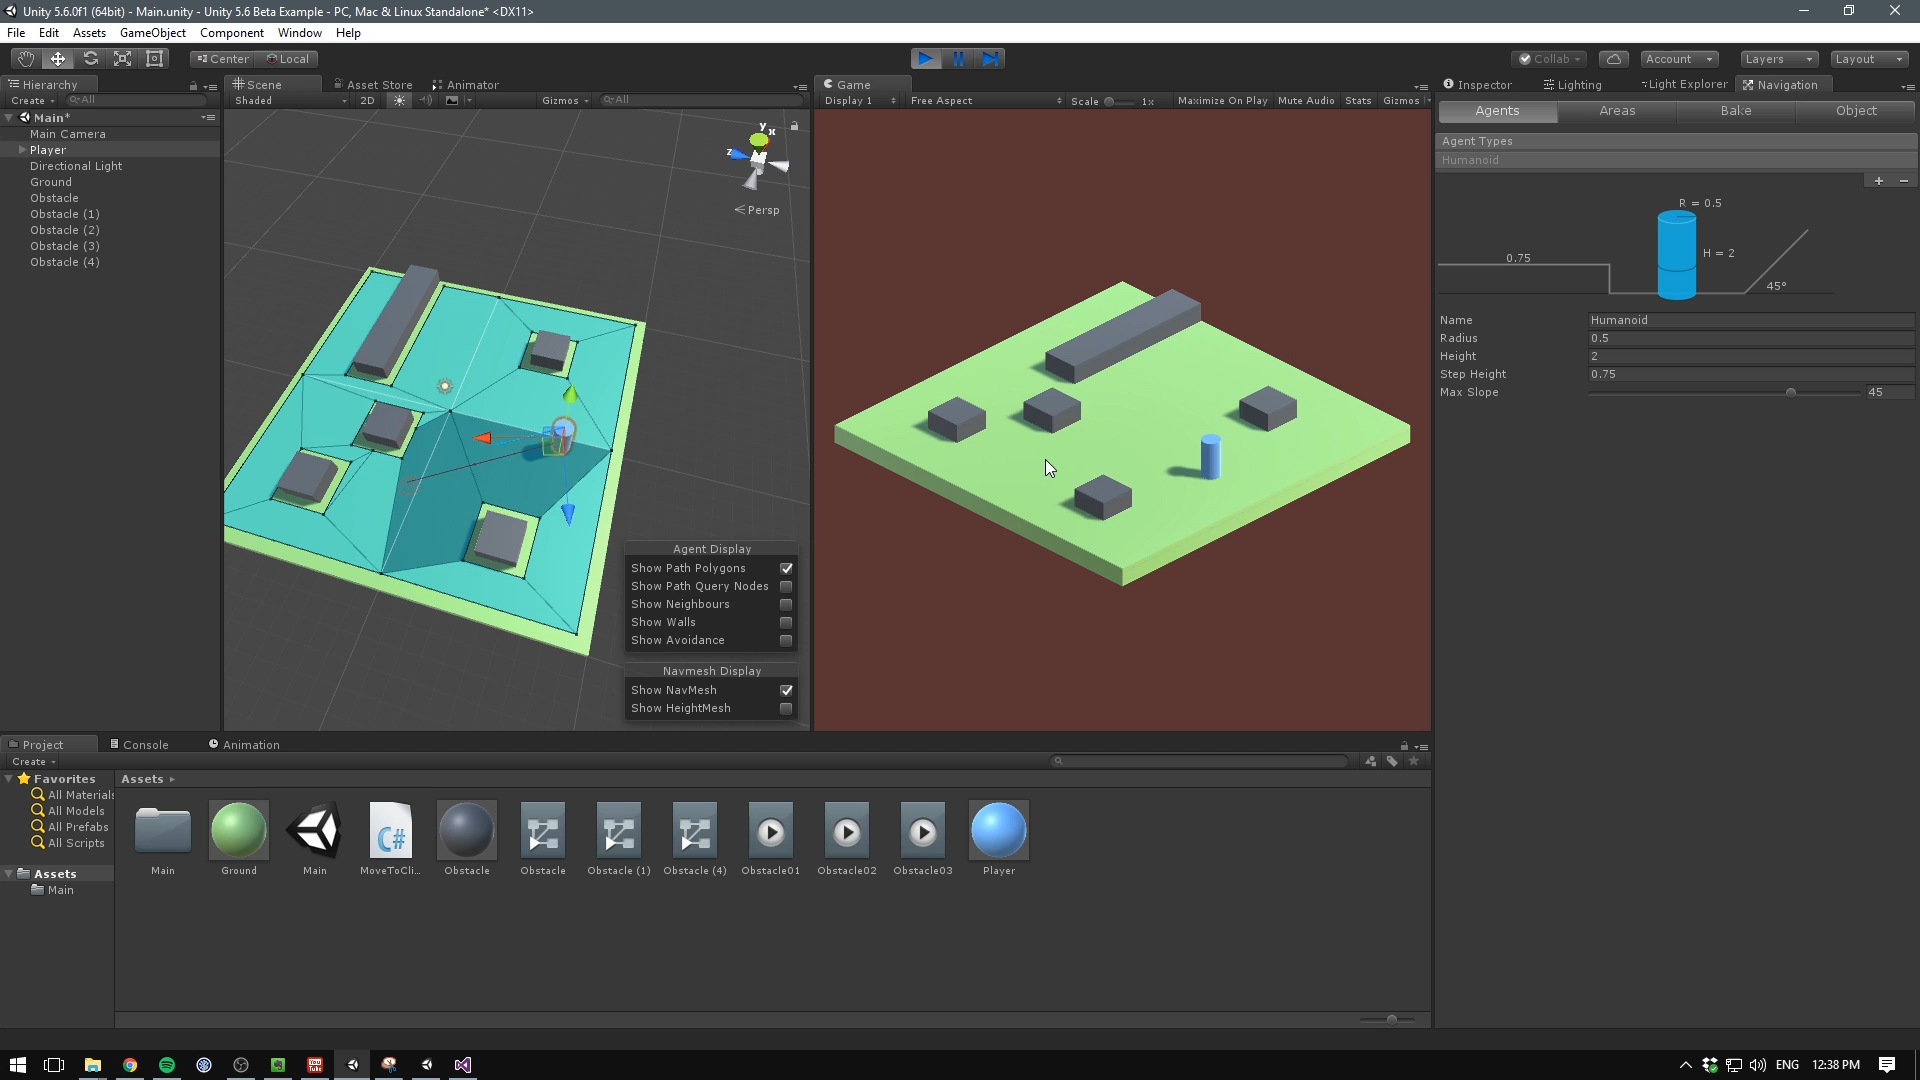 Unity 5.6.0f1 (64bit) - Main.unity - Unity 5.6 Beta Example - PC, Mac & Linux Standalone* <DX11>
File Edit Assets GameObject Component Window Help
Center Local
Collab Account Layers Layout
Hierarchy
Create All
Main*
Main Camera
Player
Directional Light
Ground
Obstacle
Obstacle (1)
Obstacle (2)
Obstacle (3)
Obstacle (4)
Scene Asset Store Animator
Shaded 2D Gizmos All
y
x
z
Persp
Agent Display
Show Path Polygons
Show Path Query Nodes
Show Neighbours
Show Walls
Show Avoidance
Navmesh Display
Show NavMesh
Show HeightMesh
Game
Display 1 Free Aspect Scale 1x Maximize On Play Mute Audio Stats Gizmos
Inspector Lighting Light Explorer Navigation
Agents Areas Bake Object
Agent Types
Humanoid
R = 0.5
H = 2
0.75
45°
Name Humanoid
Radius 0.5
Height 2
Step Height 0.75
Max Slope 45
Project Console Animation
Create
Favorites
All Materials
All Models
All Prefabs
All Scripts
Assets
Main
Assets
Main Ground Main MoveToCli... Obstacle Obstacle Obstacle (1) Obstacle (4) Obstacle01 Obstacle02 Obstacle03 Player
C#
You
Tube
ENG 12:38 PM